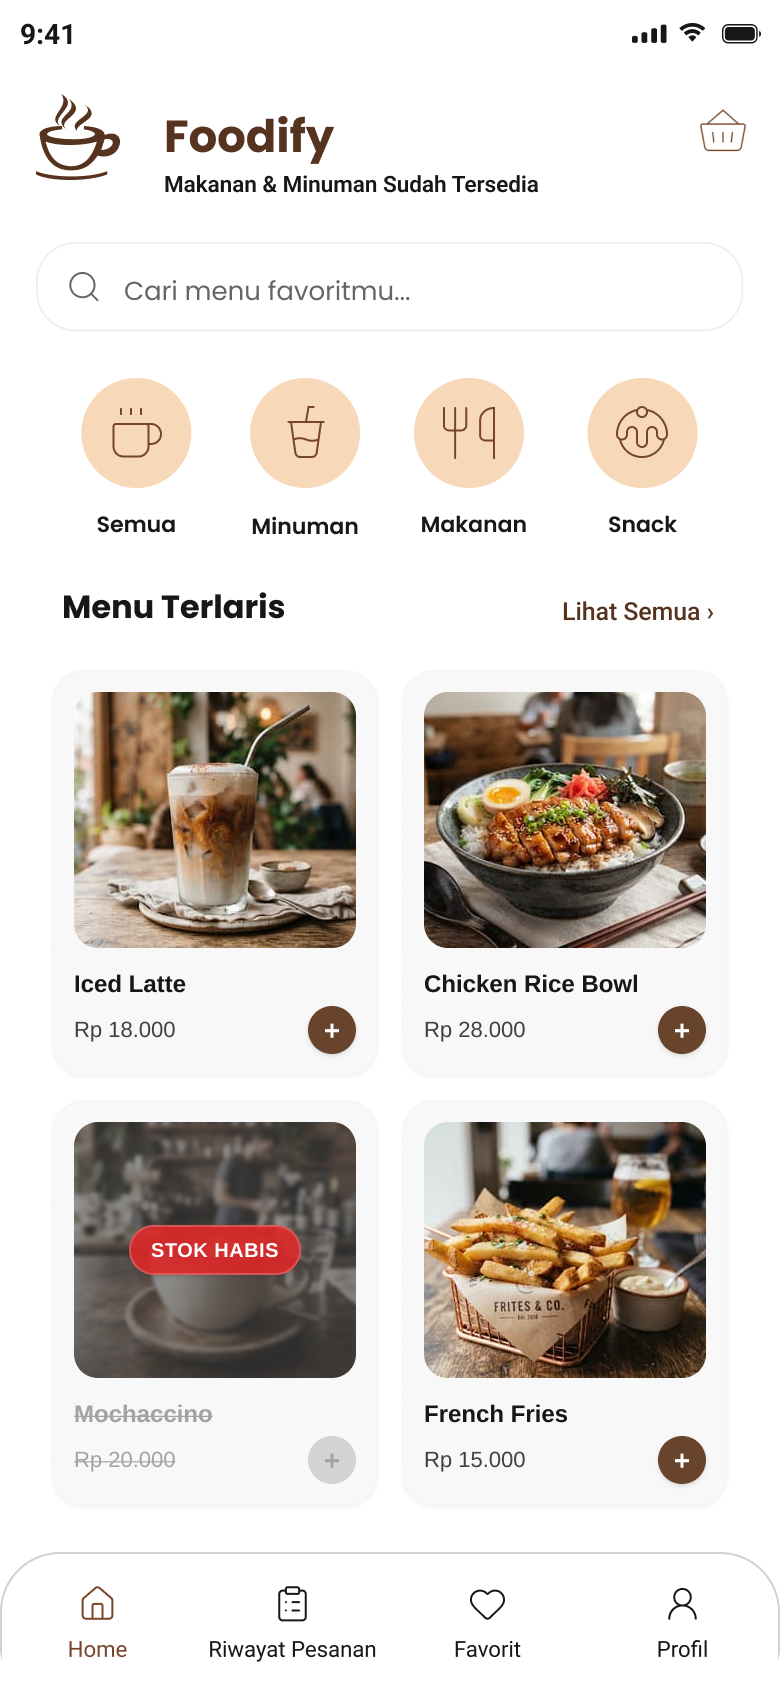 9:41
Foodify
Makanan & Minuman Sudah Tersedia
Cari menu favoritmu...
Semua
Minuman
Makanan
Snack
Menu Terlaris
Lihat Semua ›
Iced Latte
Rp 18.000
+
Chicken Rice Bowl
Rp 28.000
+
STOK HABIS
Mochaccino
Rp 20.000
+
FRITES & CO.
French Fries
Rp 15.000
+
Home
Riwayat Pesanan
Favorit
Profil